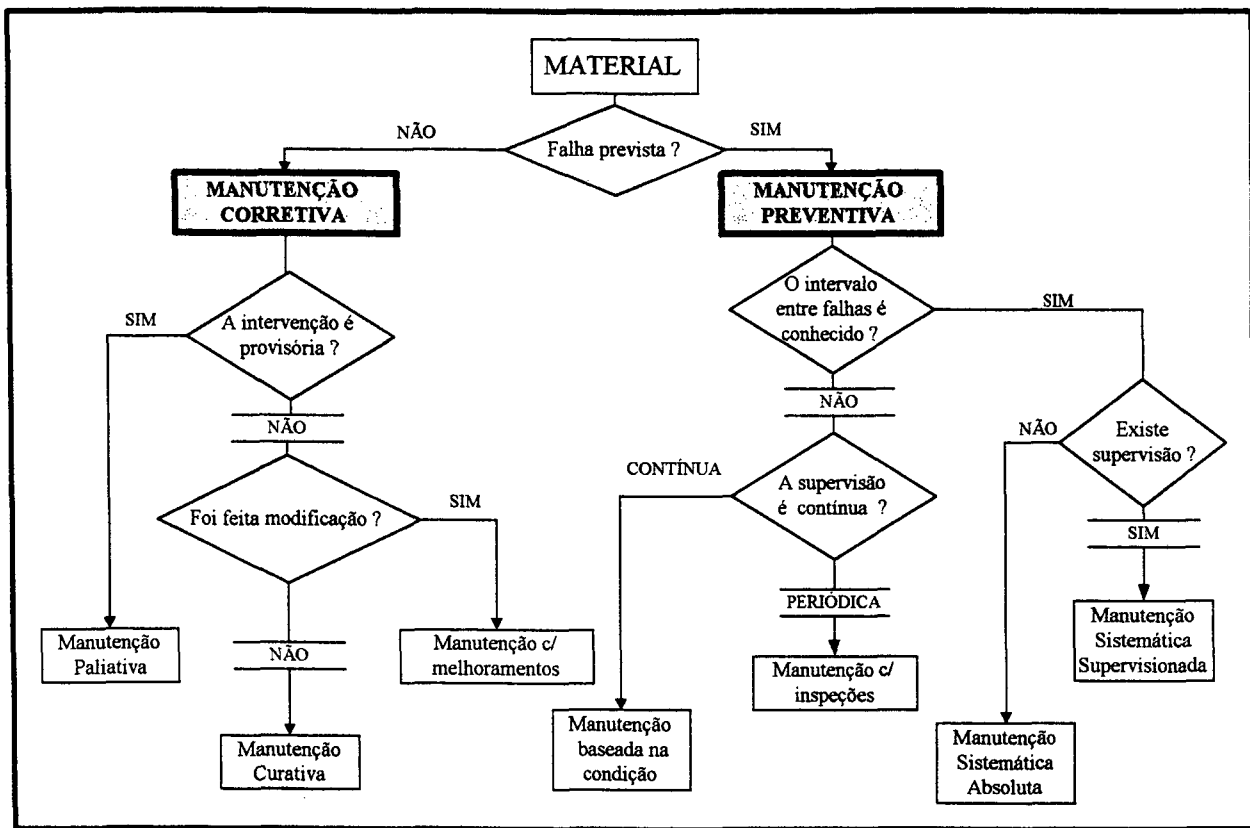 MATERIAL
NÃO
SIM
Falha prevista ?
MANUTENÇÃO
CORRETIVA
MANUTENÇÃO
PREVENTIVA
SIM
A intervenção é
provisória ?
O intervalo
entre falhas é
conhecido ?
SIM
NÃO
NÃO
NÃO
Existe
supervisão ?
CONTÍNUA
A supervisão
é contínua ?
Foi feita modificação ?
SIM
SIM
PERIÓDICA
Manutenção
Paliativa
NÃO
Manutenção c/
melhoramentos
Manutenção c/
inspeções
Manutenção
Sistemática
Supervisionada
Manutenção
Curativa
Manutenção
baseada na
condição
Manutenção
Sistemática
Absoluta